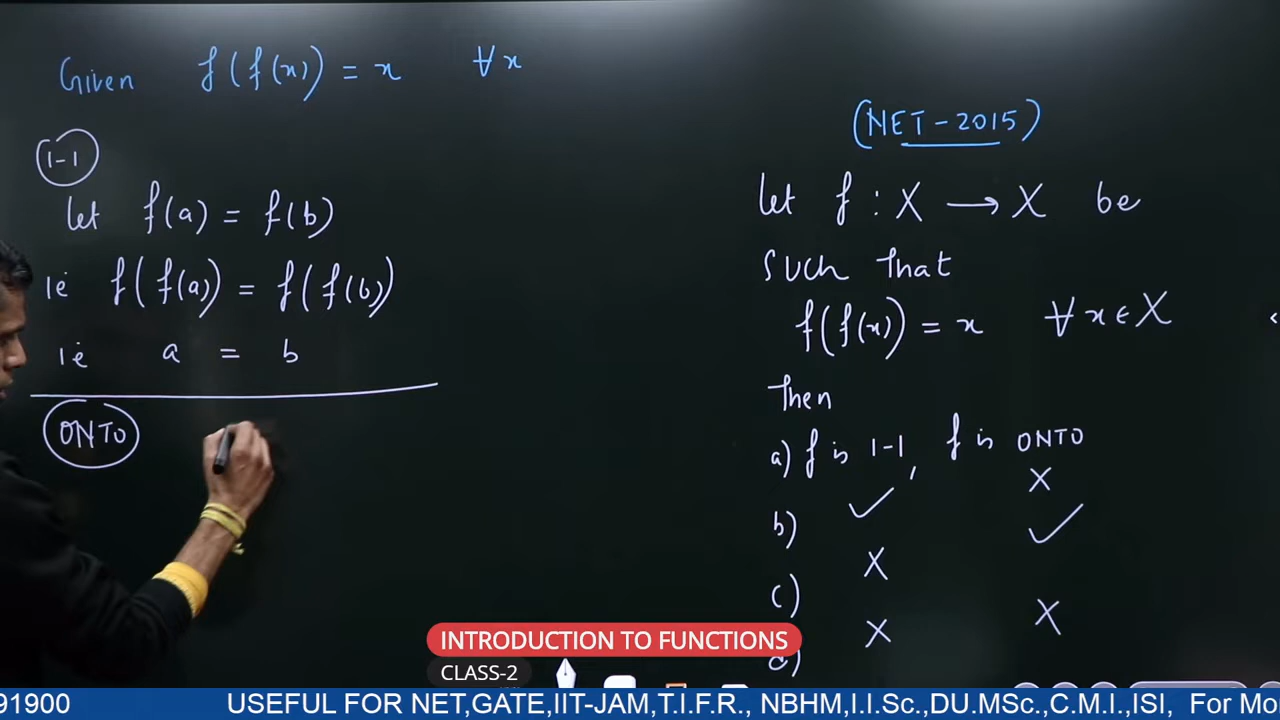 Given f(f(x)) = x ∀ x
1-1
let f(a) = f(b)
ie f(f(a)) = f(f(b))
ie a = b
ONTO
(NET-2015)
let f : X → X be
such that
f(f(x)) = x ∀ x ∈ X
Then
a) f is 1-1, f is ONTO
b) ✓ X
c) X ✓
d) X X
INTRODUCTION TO FUNCTIONS
CLASS-2
91900 USEFUL FOR NET,GATE,IIT-JAM,T.I.F.R., NBHM,I.I.Sc.,DU.MSc.,C.M.I.,ISI, For Mo